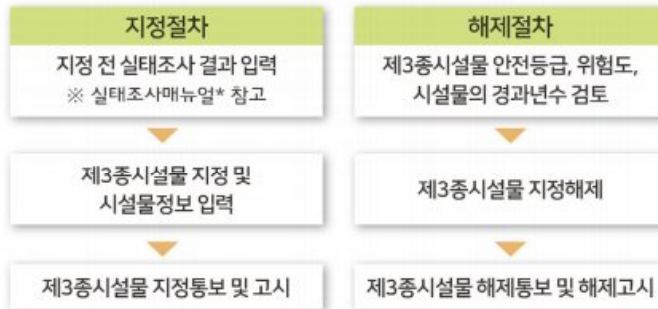 지정절차
지정 전 실태조사 결과 입력
※ 실태조사매뉴얼* 참고
제3종시설물 지정 및
시설물정보 입력
제3종시설물 지정통보 및 고시
해제절차
제3종시설물 안전등급, 위험도,
시설물의 경과년수 검토
제3종시설물 지정해제
제3종시설물 해제통보 및 해제고시